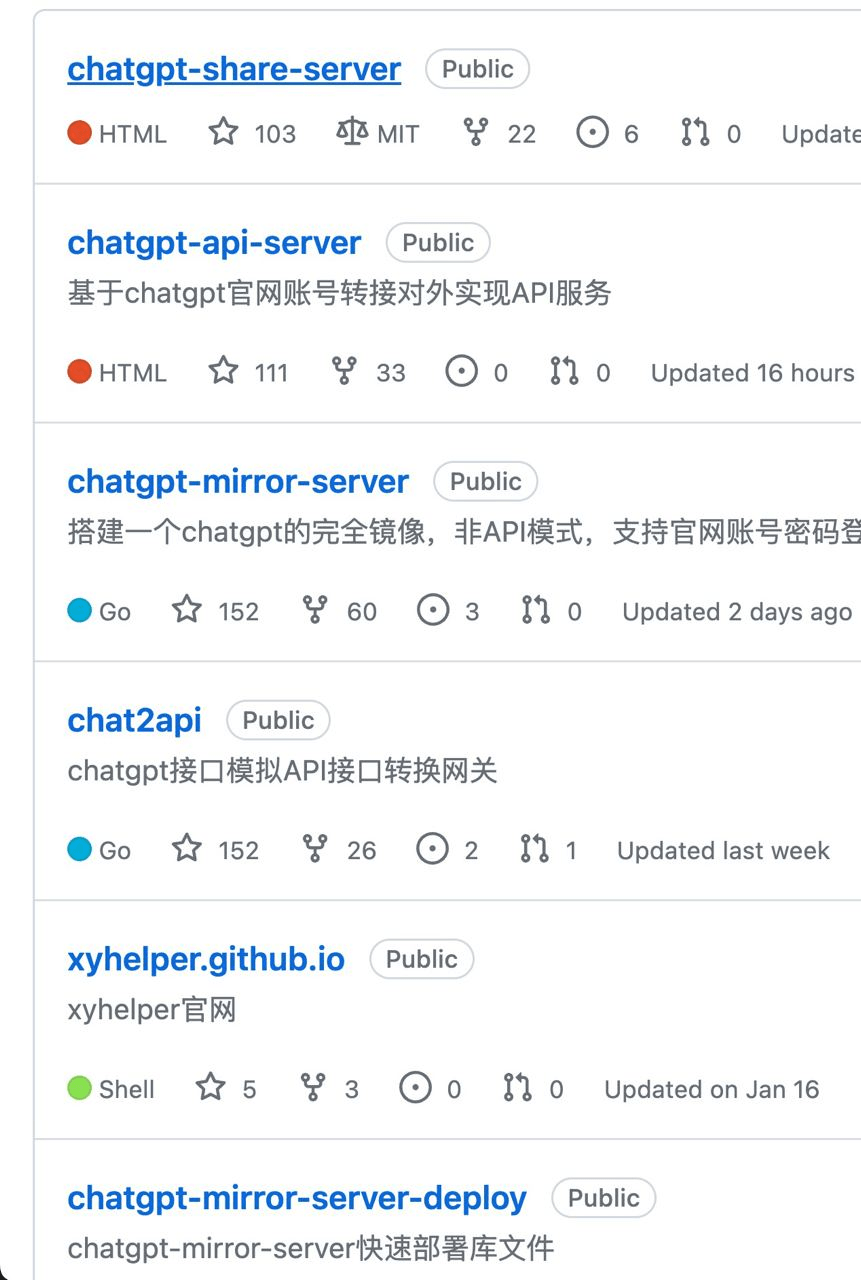 chatgpt-share-server Public
HTML 103 MIT 22 6 0 Update
chatgpt-api-server Public
基于chatgpt官网账号转接对外实现API服务
HTML 111 33 0 0 Updated 16 hours
chatgpt-mirror-server Public
搭建一个chatgpt的完全镜像，非API模式，支持官网账号密码登
Go 152 60 3 0 Updated 2 days ago
chat2api Public
chatgpt接口模拟API接口转换网关
Go 152 26 2 1 Updated last week
xyhelper.github.io Public
xyhelper官网
Shell 5 3 0 0 Updated on Jan 16
chatgpt-mirror-server-deploy Public
chatgpt-mirror-server快速部署库文件